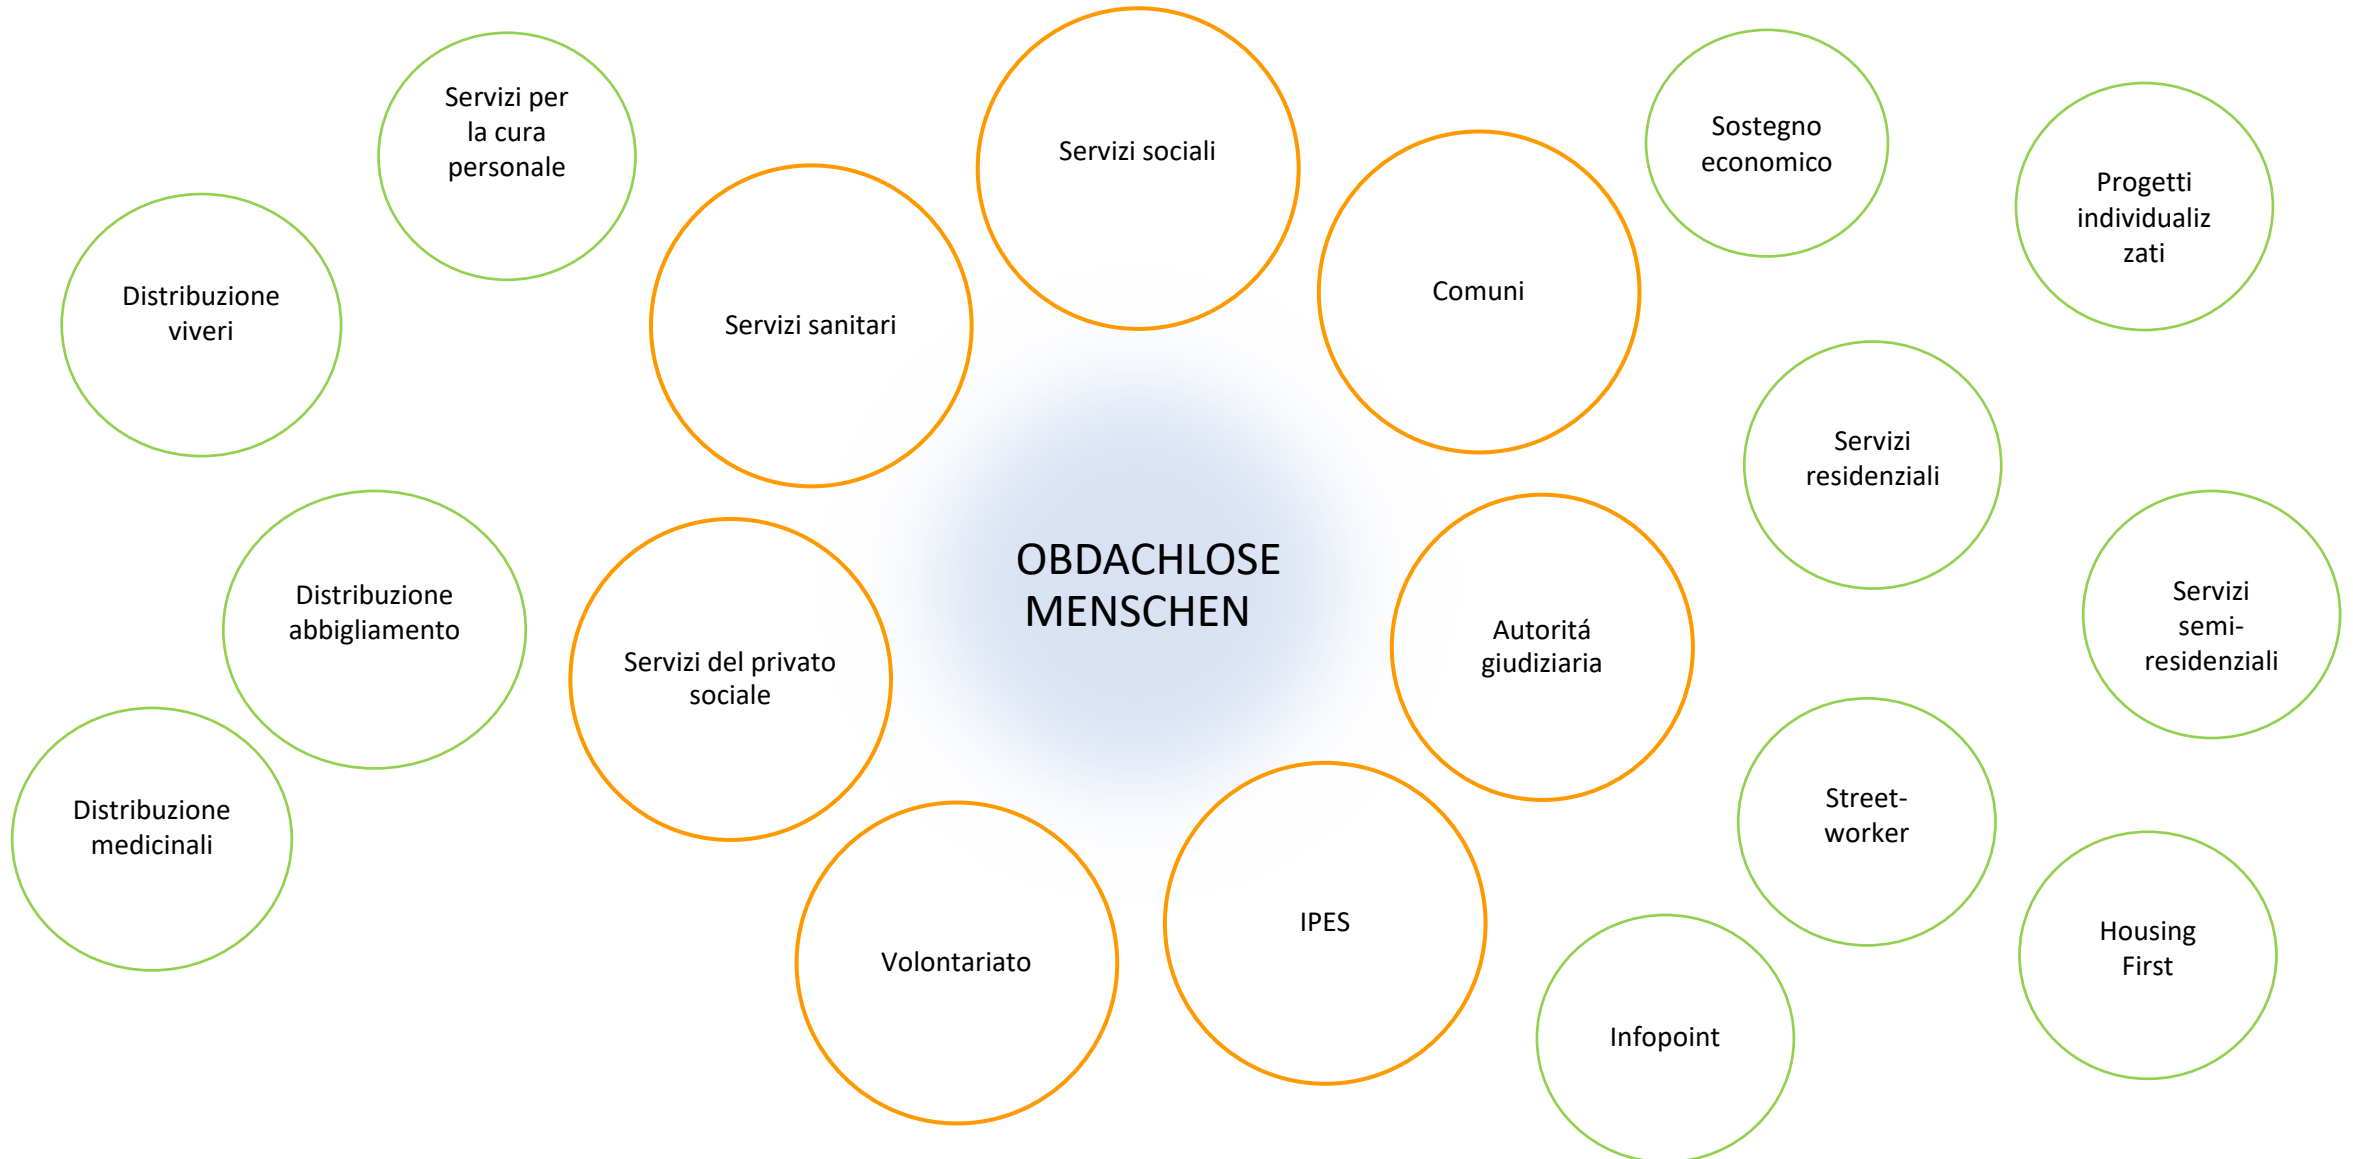 Servizi per
la cura
personale
Servizi sociali
Sostegno
economico
Progetti
individualiz
zati
Distribuzione
viveri
Servizi sanitari
Comuni
Servizi
residenziali
OBDACHLOSE
MENSCHEN
Distribuzione
abbigliamento
Servizi del privato
sociale
Autoritá
giudiziaria
Servizi
semi-
residenziali
Distribuzione
medicinali
Street-
worker
Volontariato
IPES
Housing
First
Infopoint